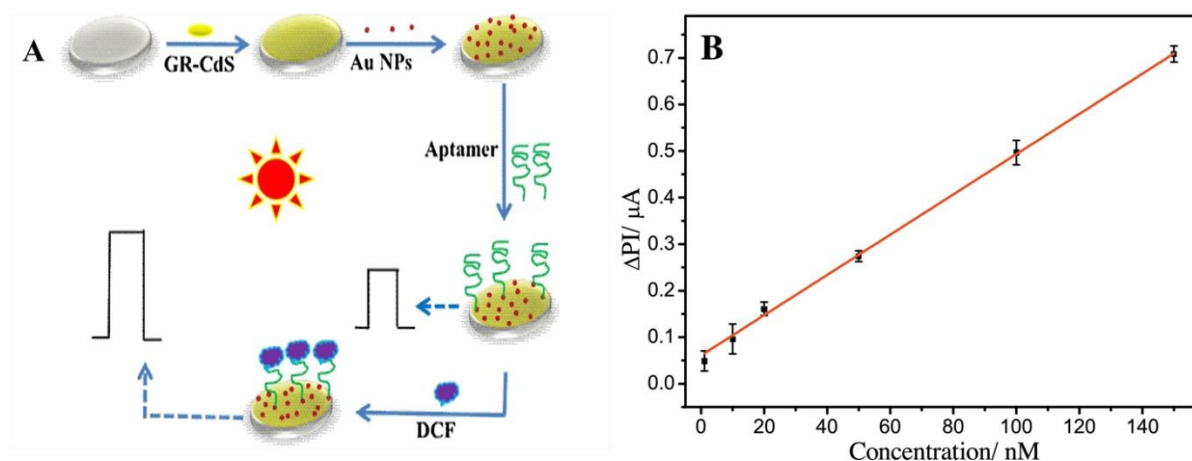 A
GR-CdS
Au NPs
Aptamer
DCF
B
ΔPI/ μA
0.7
0.6
0.5
0.4
0.3
0.2
0.1
0.0
0 20 40 60 80 100 120 140
Concentration/ nM